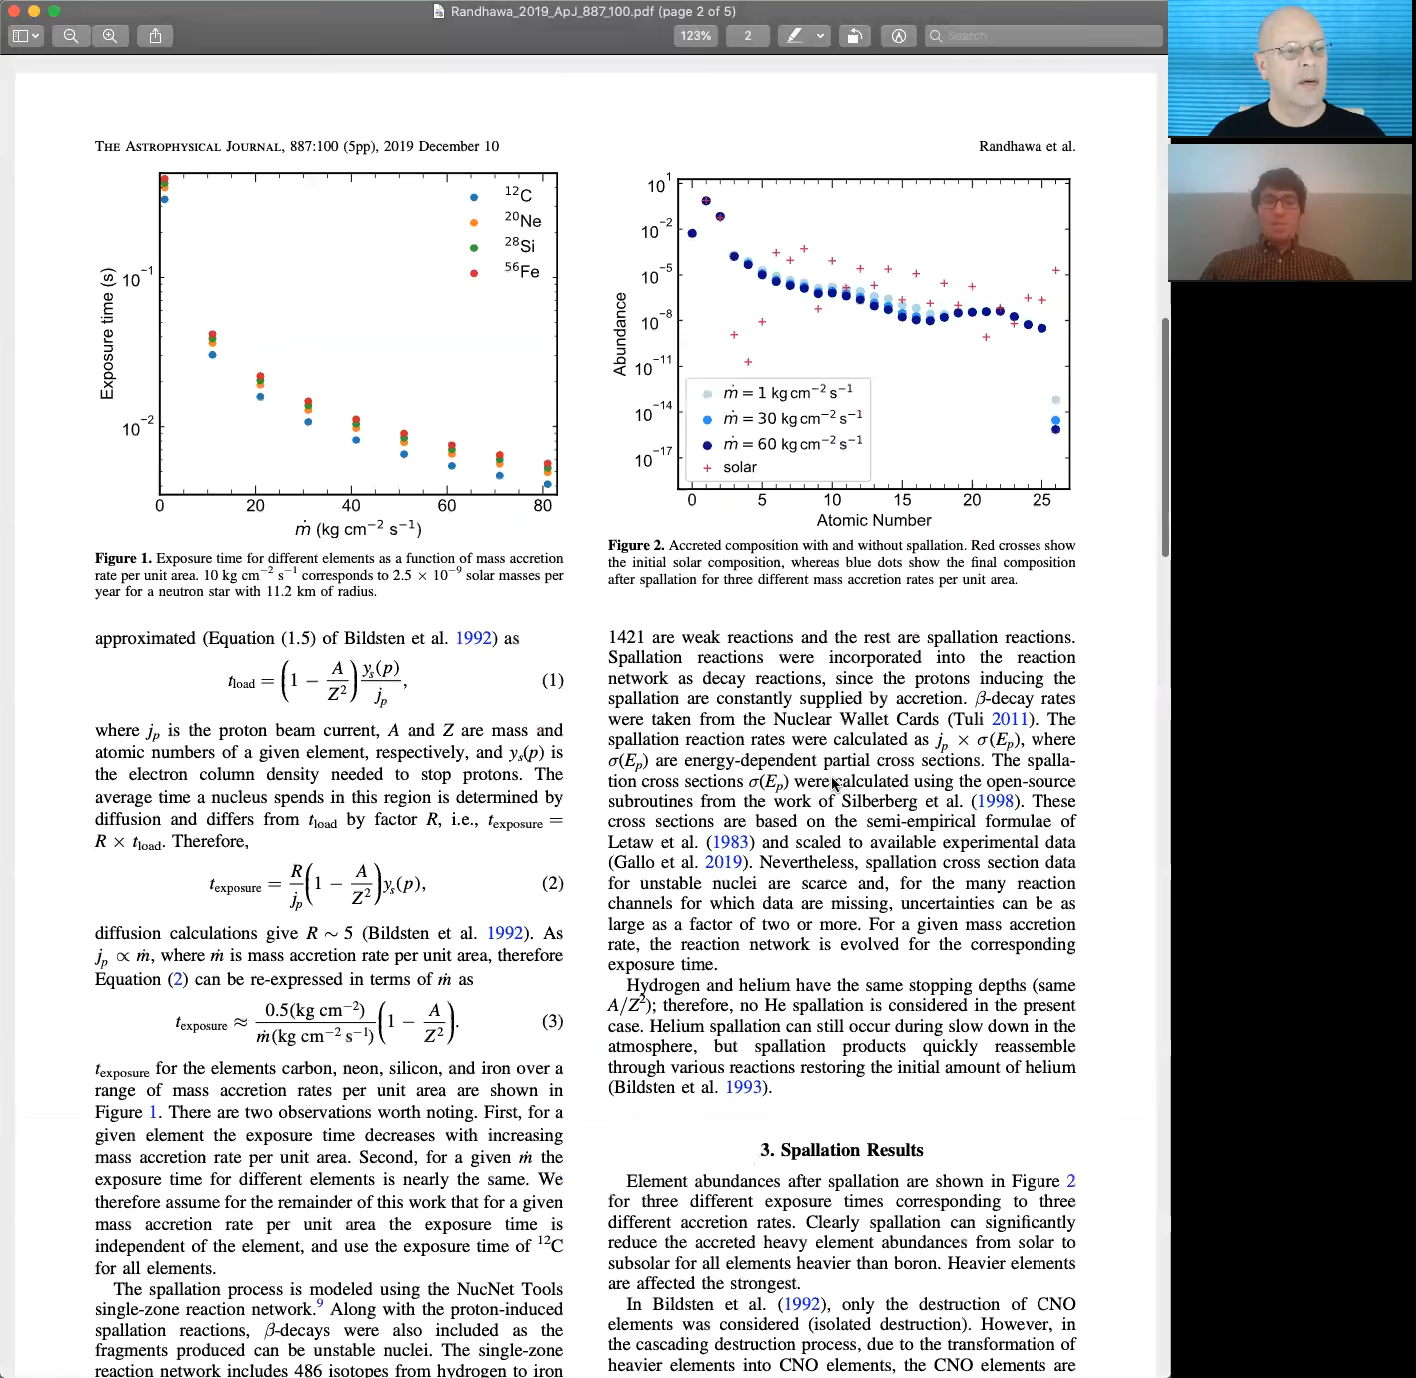 Randhawa_2019_ApJ_887_100.pdf (page 2 of 5)
123%
2
Search
THE ASTROPHYSICAL JOURNAL, 887:100 (5pp), 2019 December 10
Randhawa et al.
Exposure time (s)
10⁻¹
10⁻²
¹²C
²⁰Ne
²⁸Si
⁵⁶Fe
0 20 40 60 80
ṁ (kg cm⁻² s⁻¹)
Figure 1. Exposure time for different elements as a function of mass accretion
rate per unit area. 10 kg cm⁻² s⁻¹ corresponds to 2.5 × 10⁻⁹ solar masses per
year for a neutron star with 11.2 km of radius.
approximated (Equation (1.5) of Bildsten et al. 1992) as
t_load = (1 − A/Z²) y_s(p)/j_p, (1)
where j_p is the proton beam current, A and Z are mass and
atomic numbers of a given element, respectively, and y_s(p) is
the electron column density needed to stop protons. The
average time a nucleus spends in this region is determined by
diffusion and differs from t_load by factor R, i.e., t_exposure =
R × t_load. Therefore,
t_exposure = R/j_p (1 − A/Z²) y_s(p), (2)
diffusion calculations give R ∼ 5 (Bildsten et al. 1992). As
j_p ∝ ṁ, where ṁ is mass accretion rate per unit area, therefore
Equation (2) can be re-expressed in terms of ṁ as
t_exposure ≈ 0.5(kg cm⁻²)/ṁ(kg cm⁻² s⁻¹) (1 − A/Z²). (3)
t_exposure for the elements carbon, neon, silicon, and iron over a
range of mass accretion rates per unit area are shown in
Figure 1. There are two observations worth noting. First, for a
given element the exposure time decreases with increasing
mass accretion rate per unit area. Second, for a given ṁ the
exposure time for different elements is nearly the same. We
therefore assume for the remainder of this work that for a given
mass accretion rate per unit area the exposure time is
independent of the element, and use the exposure time of ¹²C
for all elements.
The spallation process is modeled using the NucNet Tools
single-zone reaction network.⁹ Along with the proton-induced
spallation reactions, β-decays were also included as the
fragments produced can be unstable nuclei. The single-zone
reaction network includes 486 isotopes from hydrogen to iron
Abundance
10¹
10⁻²
10⁻⁵
10⁻⁸
10⁻¹¹
10⁻¹⁴
10⁻¹⁷
ṁ = 1 kg cm⁻² s⁻¹
ṁ = 30 kg cm⁻² s⁻¹
ṁ = 60 kg cm⁻² s⁻¹
solar
0 5 10 15 20 25
Atomic Number
Figure 2. Accreted composition with and without spallation. Red crosses show
the initial solar composition, whereas blue dots show the final composition
after spallation for three different mass accretion rates per unit area.
1421 are weak reactions and the rest are spallation reactions.
Spallation reactions were incorporated into the reaction
network as decay reactions, since the protons inducing the
spallation are constantly supplied by accretion. β-decay rates
were taken from the Nuclear Wallet Cards (Tuli 2011). The
spallation reaction rates were calculated as j_p × σ(E_p), where
σ(E_p) are energy-dependent partial cross sections. The spalla-
tion cross sections σ(E_p) were calculated using the open-source
subroutines from the work of Silberberg et al. (1998). These
cross sections are based on the semi-empirical formulae of
Letaw et al. (1983) and scaled to available experimental data
(Gallo et al. 2019). Nevertheless, spallation cross section data
for unstable nuclei are scarce and, for the many reaction
channels for which data are missing, uncertainties can be as
large as a factor of two or more. For a given mass accretion
rate, the reaction network is evolved for the corresponding
exposure time.
Hydrogen and helium have the same stopping depths (same
A/Z²); therefore, no He spallation is considered in the present
case. Helium spallation can still occur during slow down in the
atmosphere, but spallation products quickly reassemble
through various reactions restoring the initial amount of helium
(Bildsten et al. 1993).
3. Spallation Results
Element abundances after spallation are shown in Figure 2
for three different exposure times corresponding to three
different accretion rates. Clearly spallation can significantly
reduce the accreted heavy element abundances from solar to
subsolar for all elements heavier than boron. Heavier elements
are affected the strongest.
In Bildsten et al. (1992), only the destruction of CNO
elements was considered (isolated destruction). However, in
the cascading destruction process, due to the transformation of
heavier elements into CNO elements, the CNO elements are